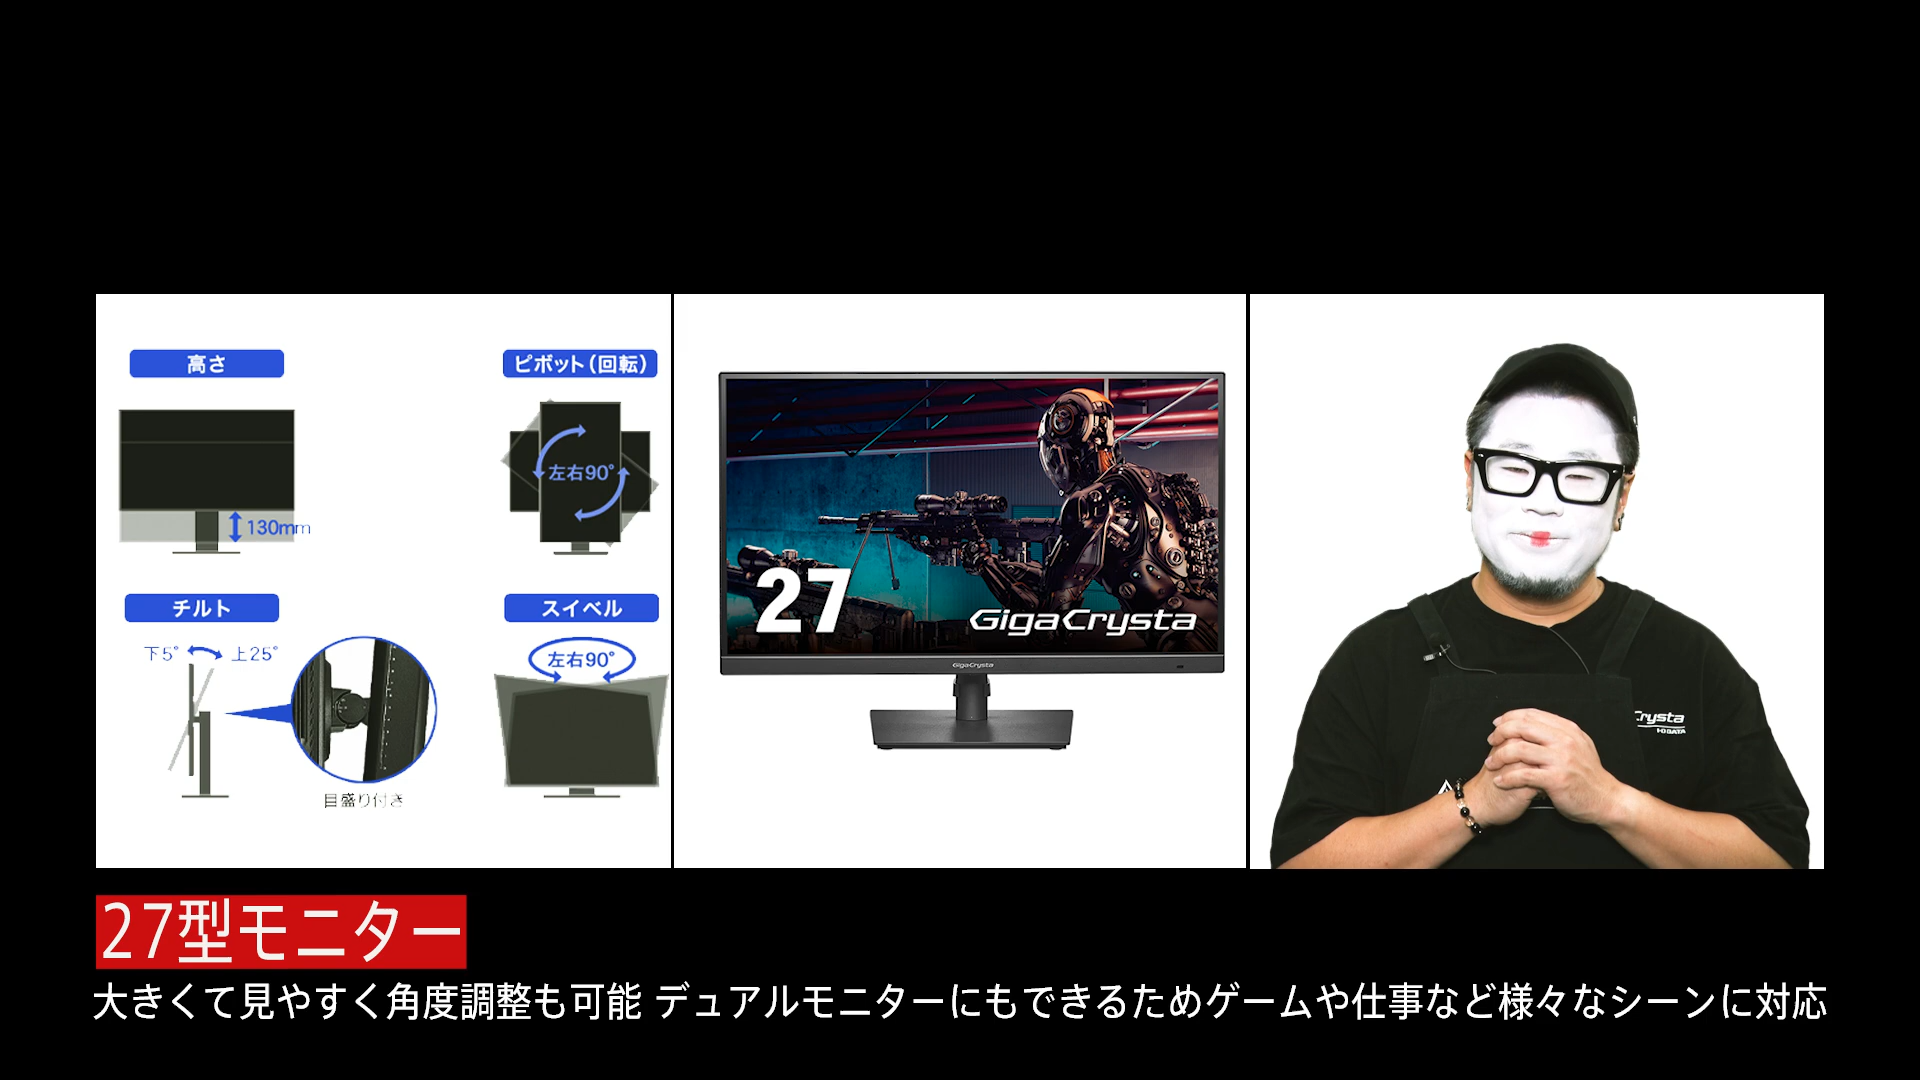 高さ
ピボット(回転)
左右90°
130mm
チルト
スイベル
下5° 上25°
左右90°
目盛り付き
27
GigaCrysta
GigaCrysta
Crysta
I-O DATA
27型モニター
大きくて見やすく角度調整も可能 デュアルモニターにもできるためゲームや仕事など様々なシーンに対応